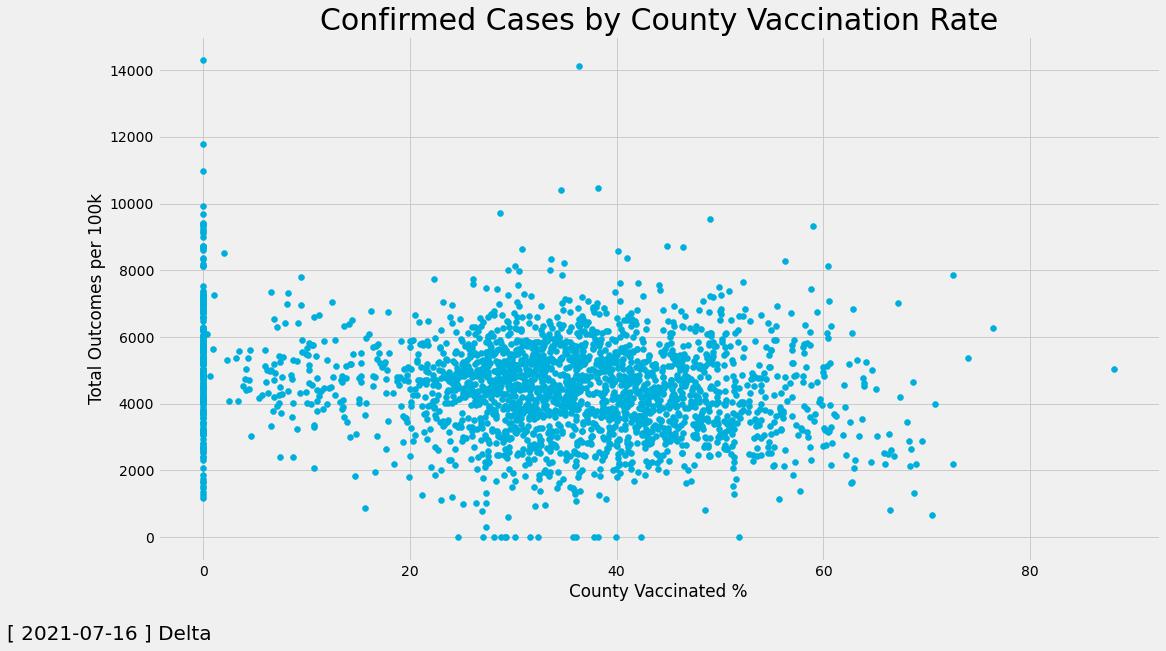 Confirmed Cases by County Vaccination Rate
Total Outcomes per 100k
14000
12000
10000
8000
6000
4000
2000
0
0 20 40 60 80
County Vaccinated %
[ 2021-07-16 ] Delta